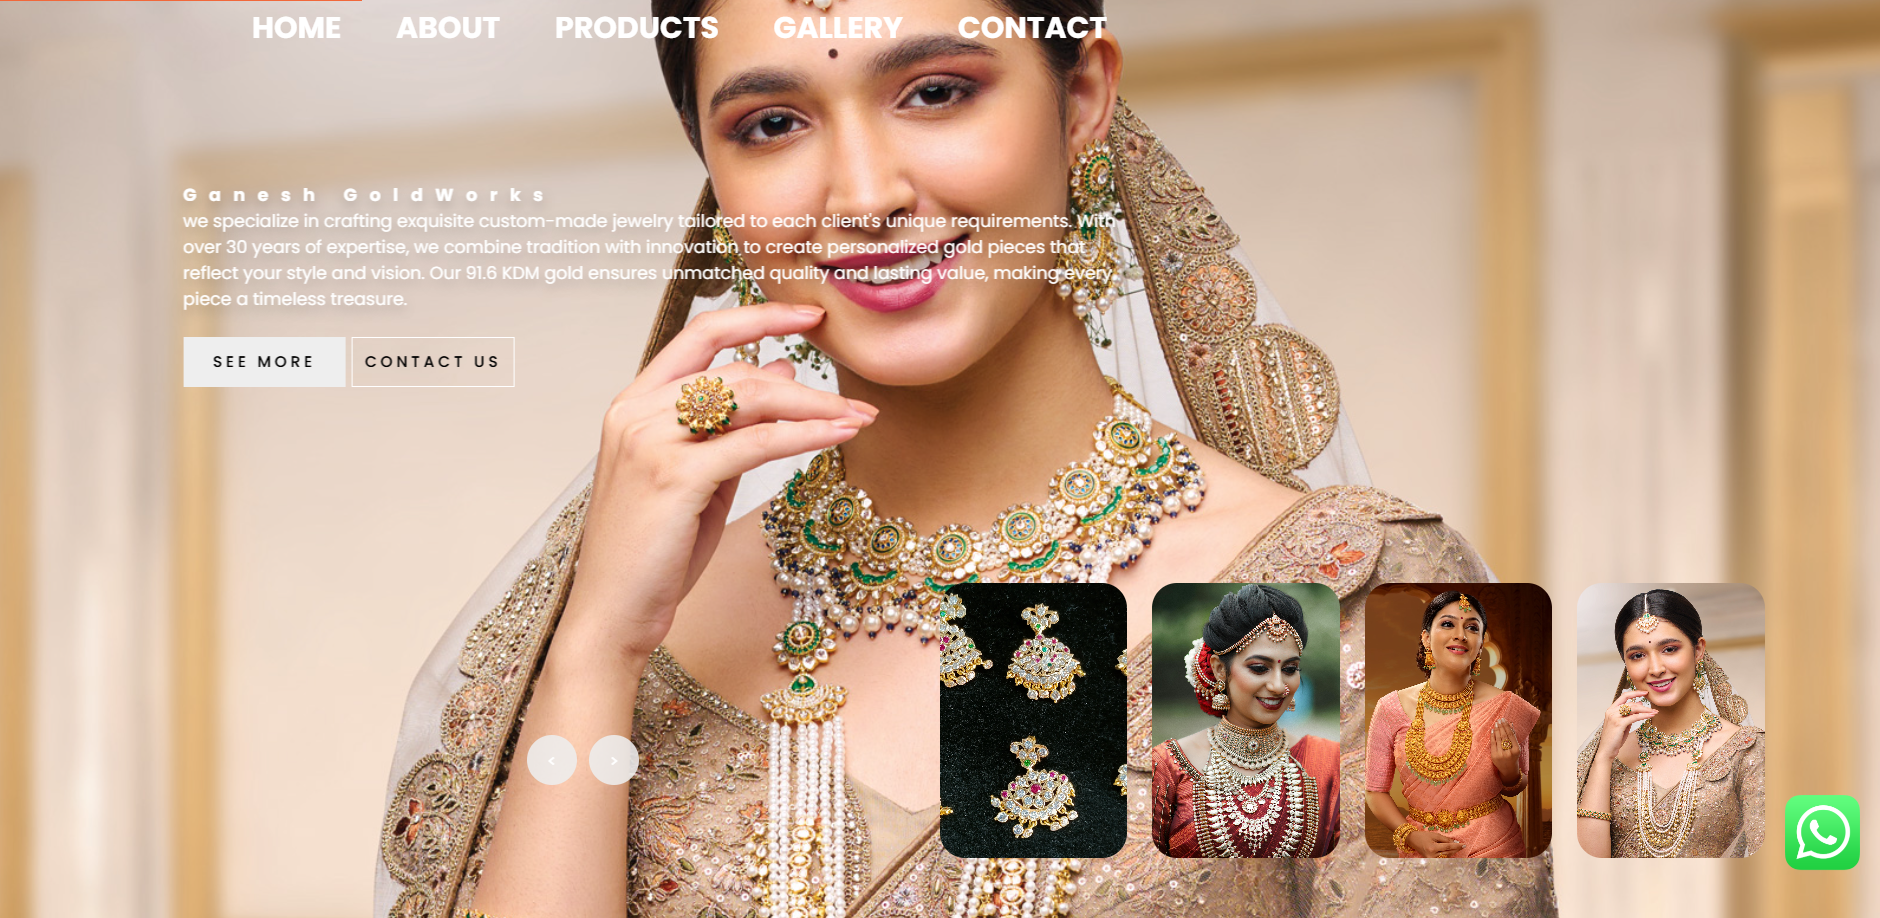 HOME ABOUT PRODUCTS GALLERY CONTACT
Ganesh GoldWorks
we specialize in crafting exquisite custom-made jewelry tailored to each client's unique requirements. With
over 30 years of expertise, we combine tradition with innovation to create personalized gold pieces that
reflect your style and vision. Our 91.6 KDM gold ensures unmatched quality and lasting value, making every
piece a timeless treasure.
SEE MORE CONTACT US
< >